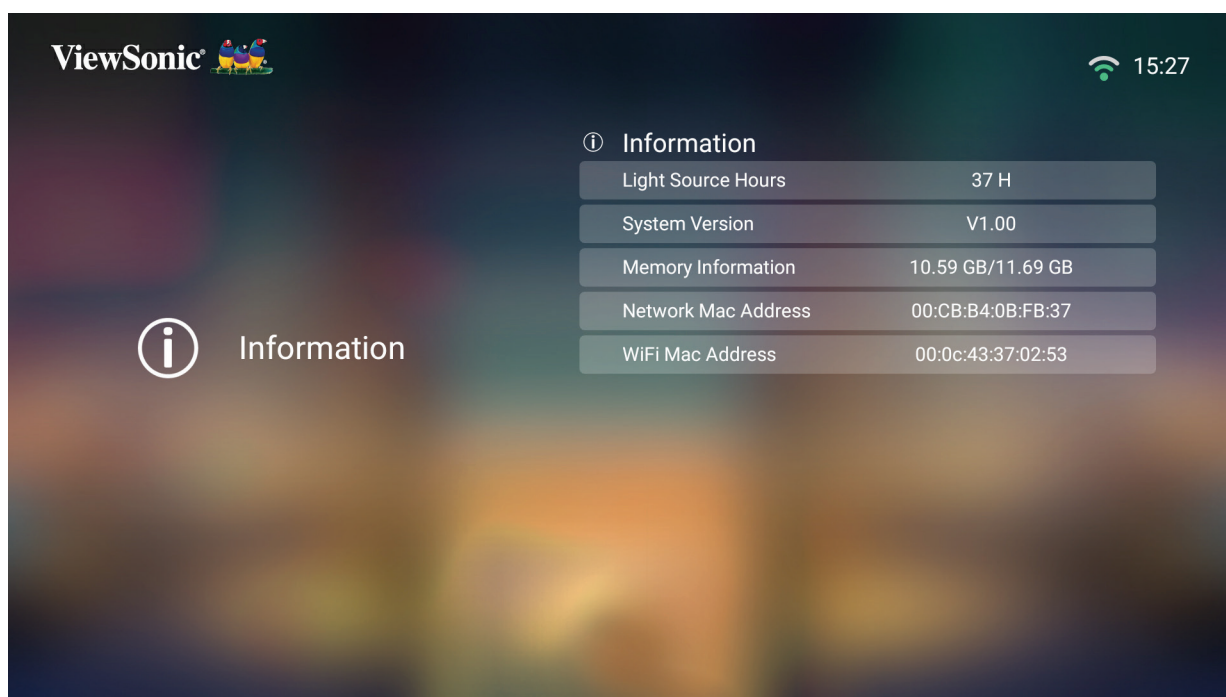 ViewSonic®
15:27
Information
Light Source Hours 37 H
System Version V1.00
Memory Information 10.59 GB/11.69 GB
Network Mac Address 00:CB:B4:0B:FB:37
WiFi Mac Address 00:0c:43:37:02:53
Information